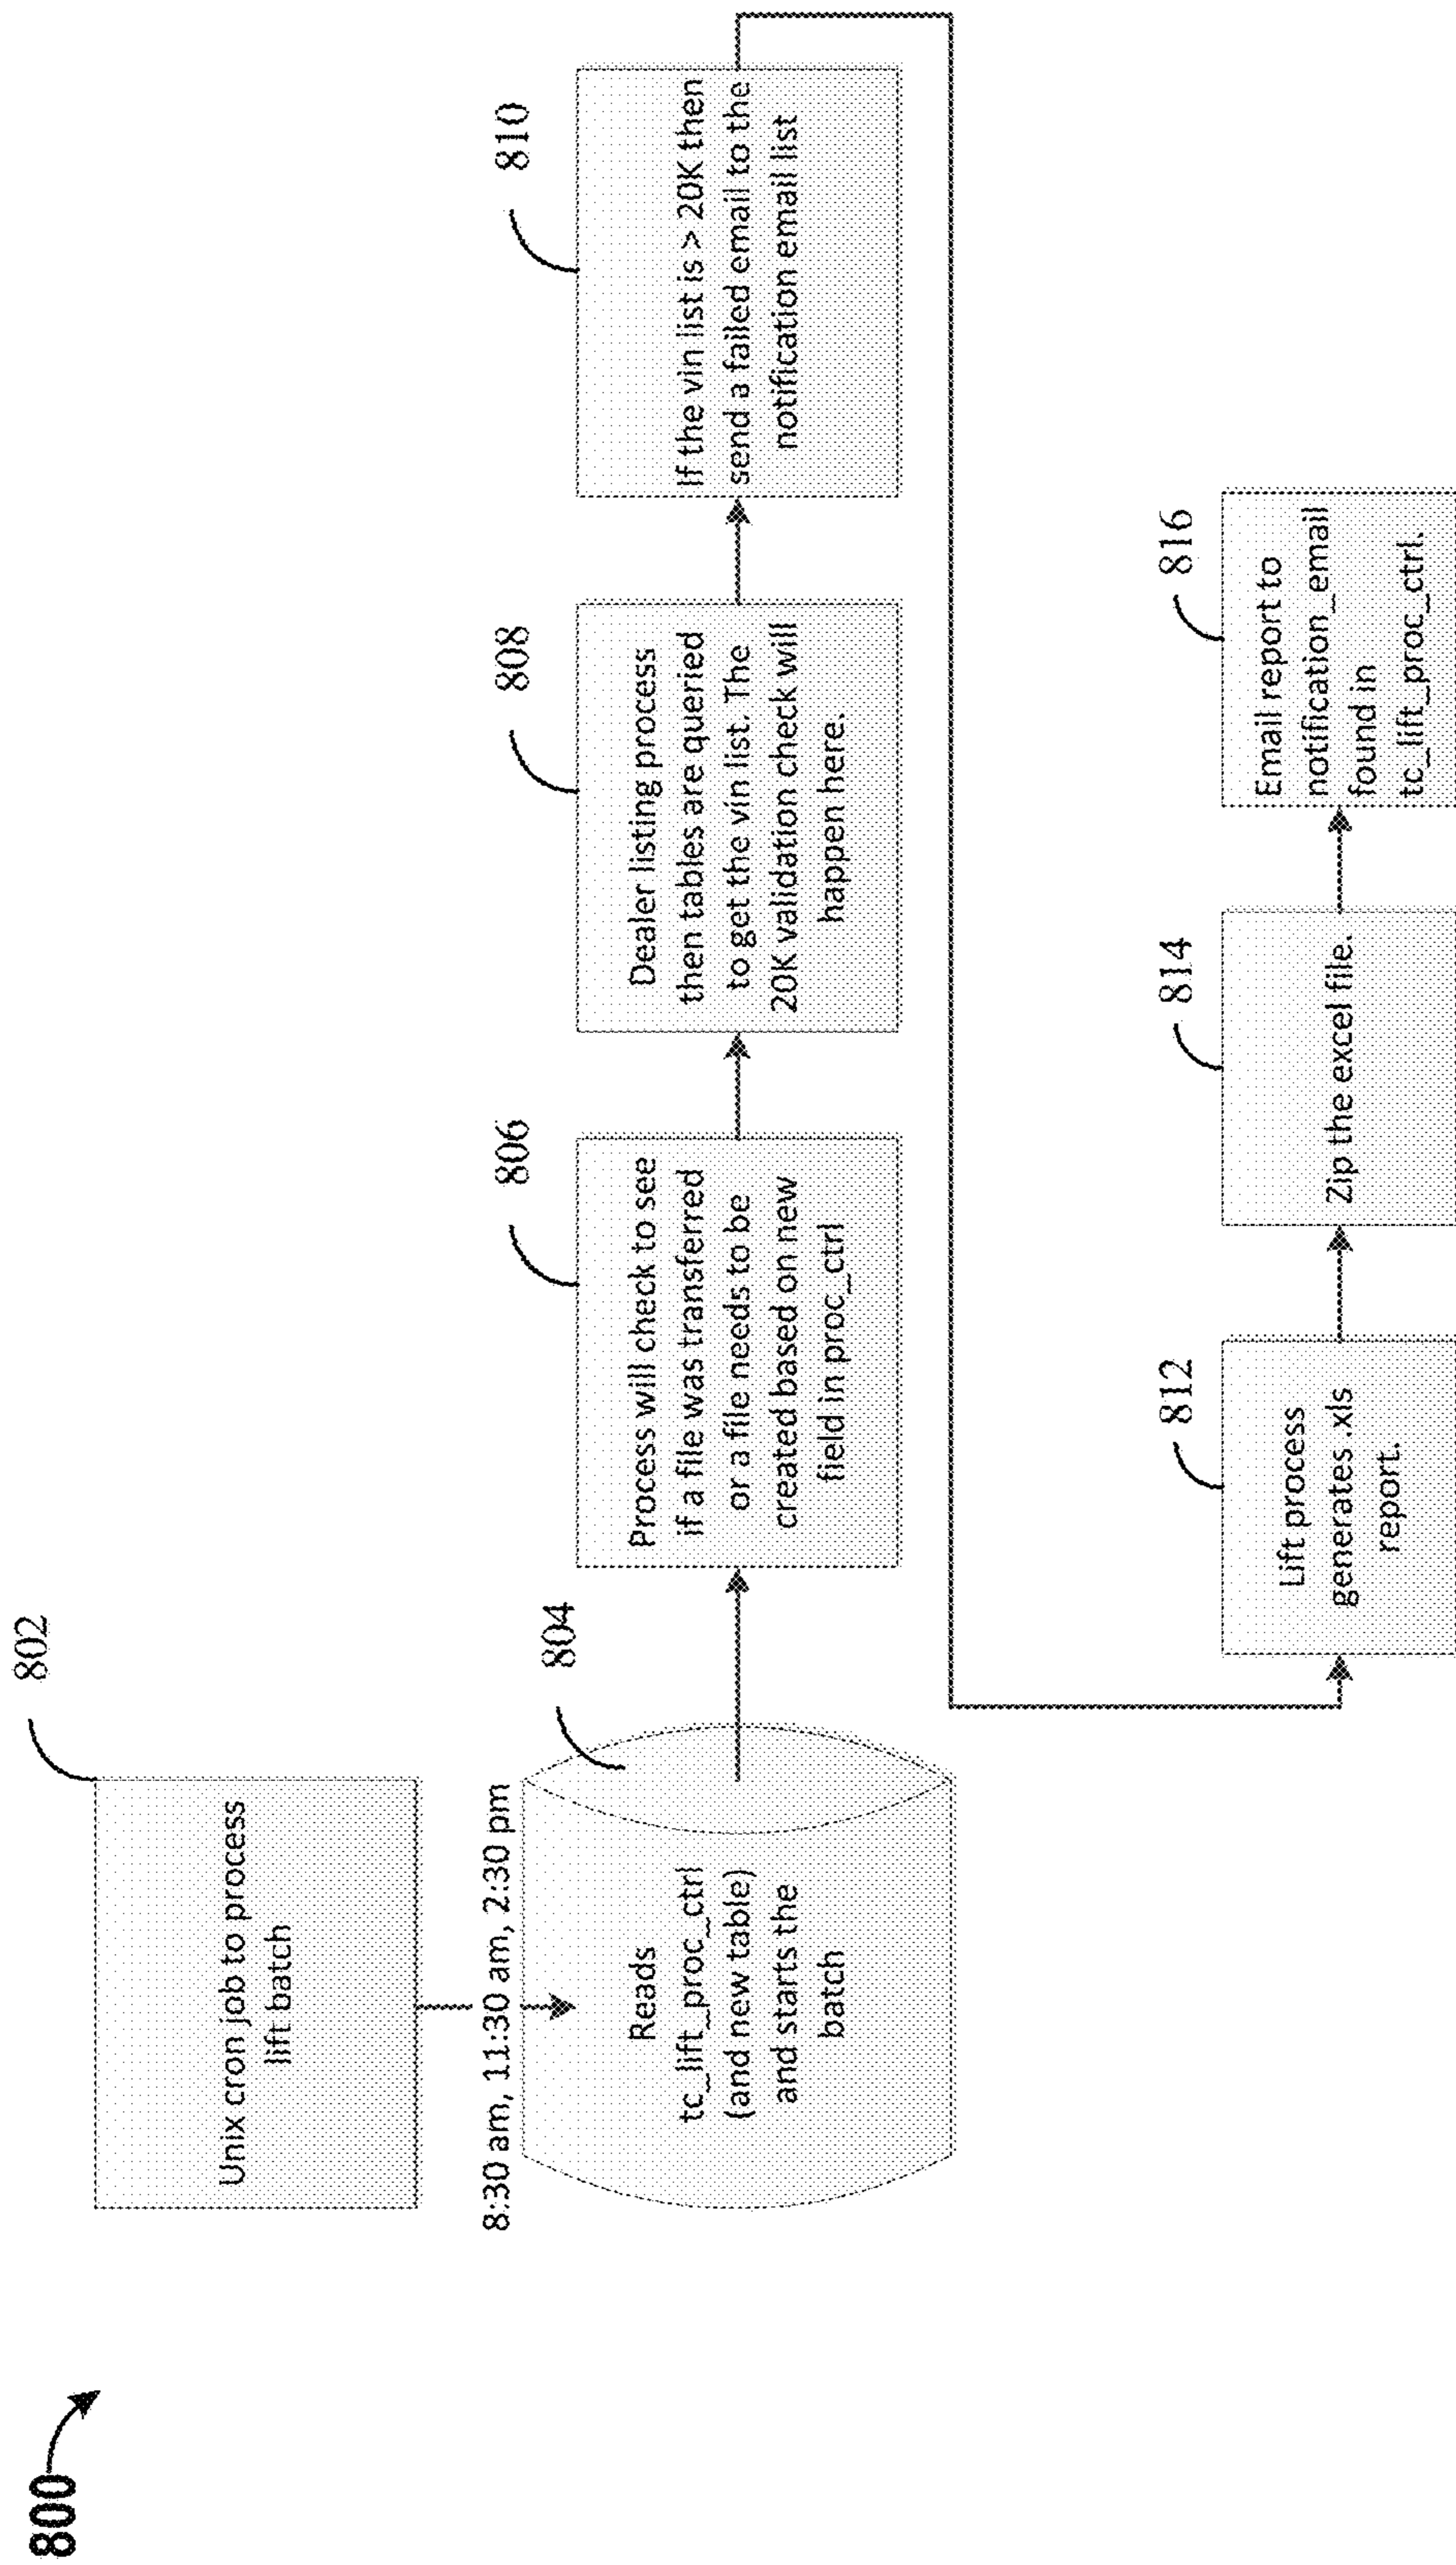 800
802
Unix cron job to process
lift batch
8:30 am, 11:30 am, 2:30 pm
804
Reads
tc_lift_proc_ctrl
(and new table)
and starts the
batch
806
Process will check to see
if a file was transferred
or a file needs to be
created based on new
field in proc_ctrl
808
Dealer listing process
then tables are queried
to get the vin list. The
20K validation check will
happen here.
810
If the vin list is > 20K then
send a failed email to the
notification email list
812
Lift process
generates .xls
report.
814
Zip the excel file.
816
Email report to
notification_email
found in
tc_lift_proc_ctrl.